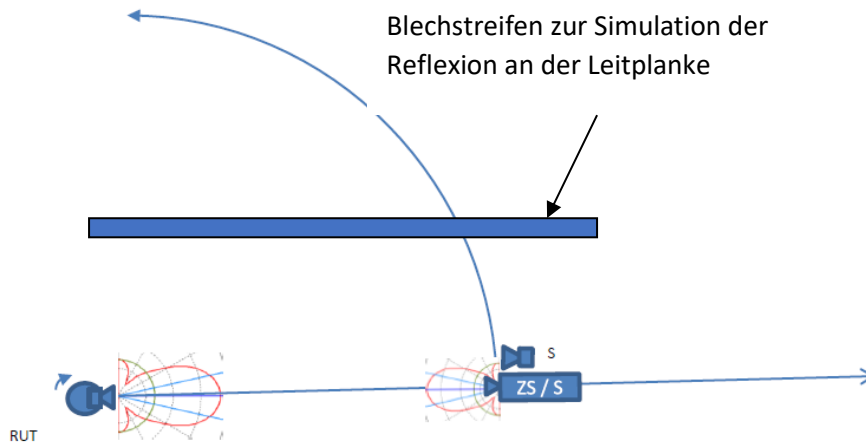 Blechstreifen zur Simulation der
Reflexion an der Leitplanke
S
ZS / S
RUT